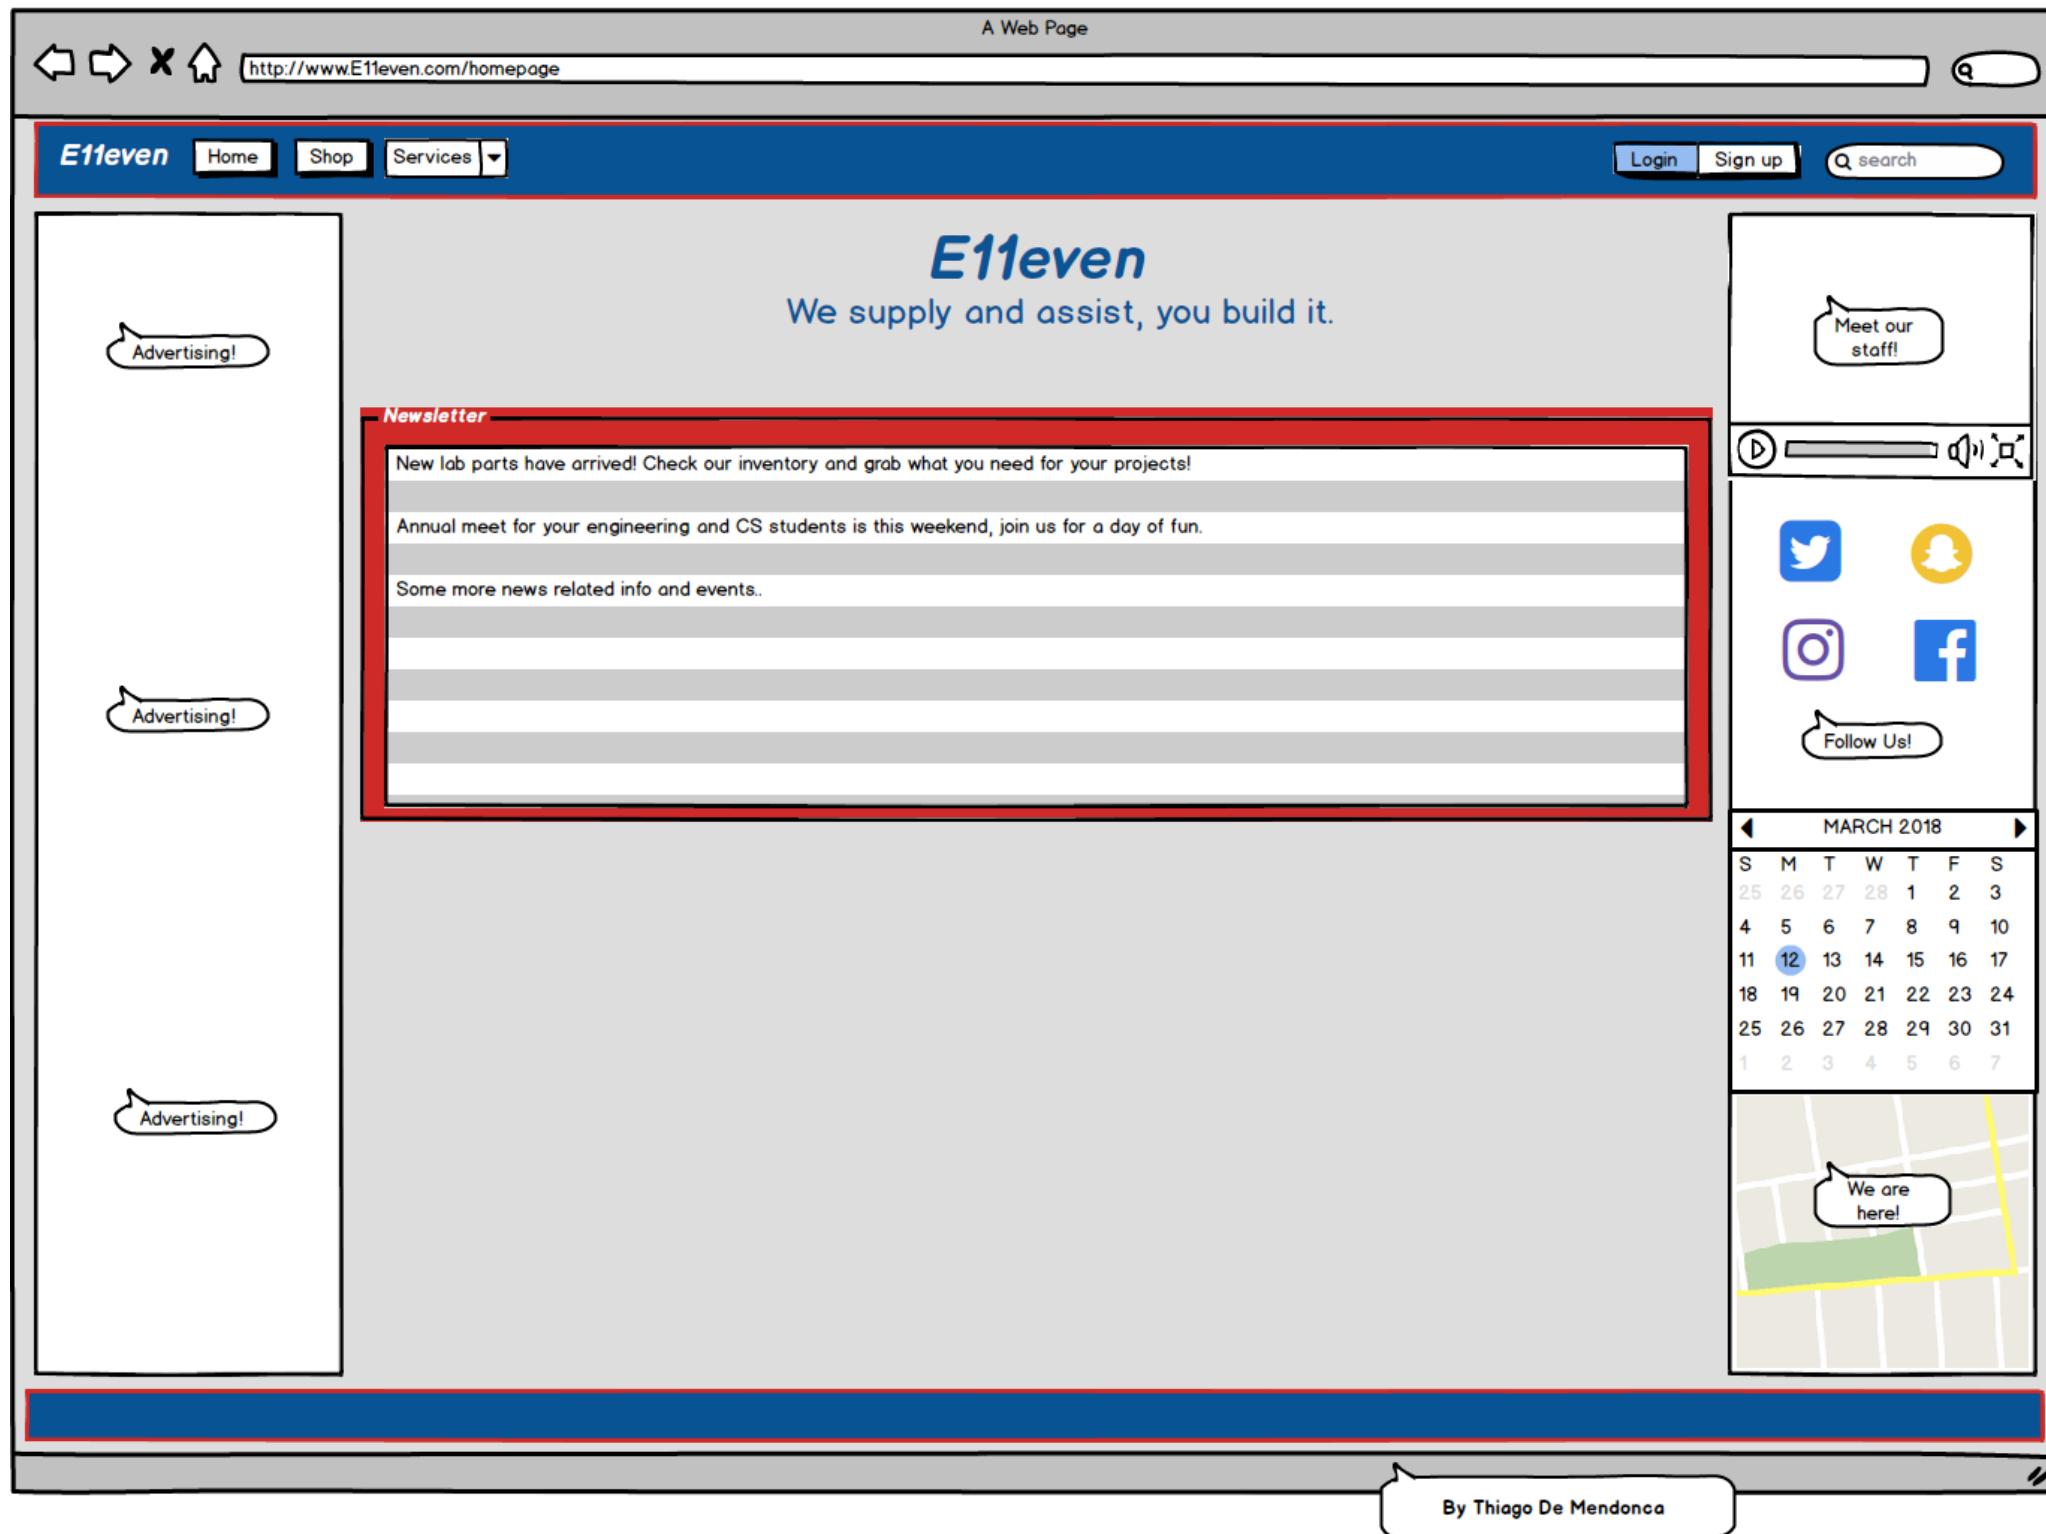 A Web Page
http://www.E11even.com/homepage
E11even
Home
Shop
Services
Login
Sign up
search
E11even
We supply and assist, you build it.
Advertising!
Advertising!
Advertising!
Newsletter
New lab parts have arrived! Check our inventory and grab what you need for your projects!
Annual meet for your engineering and CS students is this weekend, join us for a day of fun.
Some more news related info and events..
Meet our
staff!
Follow Us!
MARCH 2018
S M T W T F S
25 26 27 28 1 2 3
4 5 6 7 8 9 10
11 12 13 14 15 16 17
18 19 20 21 22 23 24
25 26 27 28 29 30 31
1 2 3 4 5 6 7
We are
here!
By Thiago De Mendonca